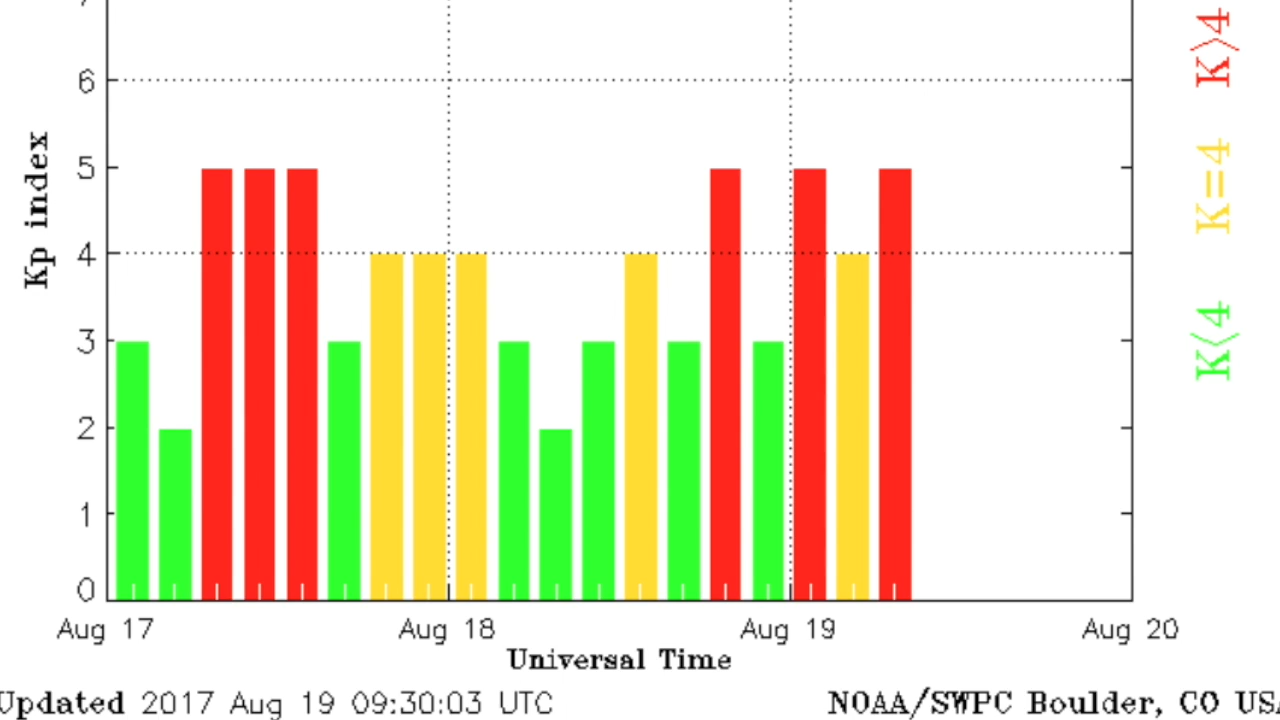 7
6
5
4
3
2
1
0
Kp index
Aug 17 Aug 18 Aug 19 Aug 20
Universal Time
Updated 2017 Aug 19 09:30:03 UTC
NOAA/SWPC Boulder, CO USA
K<4 K=4 K>4